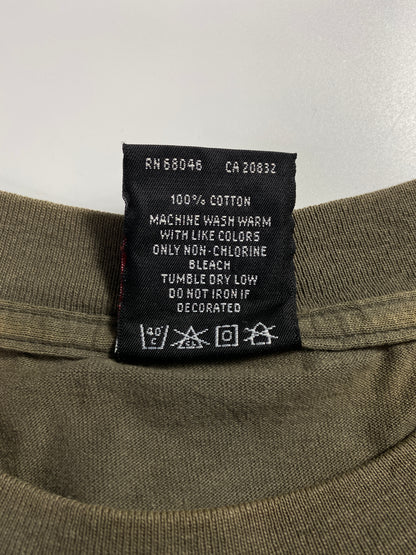 RN 68046 CA 20832
100% COTTON
MACHINE WASH WARM
WITH LIKE COLORS
ONLY NON-CHLORINE
BLEACH
TUMBLE DRY LOW
DO NOT IRON IF
DECORATED
40°
C CL